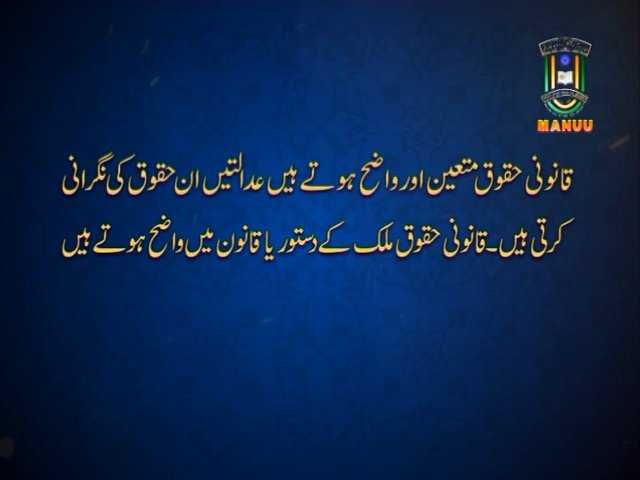 MANUU
قانونی حقوق متعین اور واضح ہوتے ہیں عدالتیں ان حقوق کی نگرانی
کرتی ہیں۔ قانونی حقوق ملک کے دستور یا قانون میں واضح ہوتے ہیں